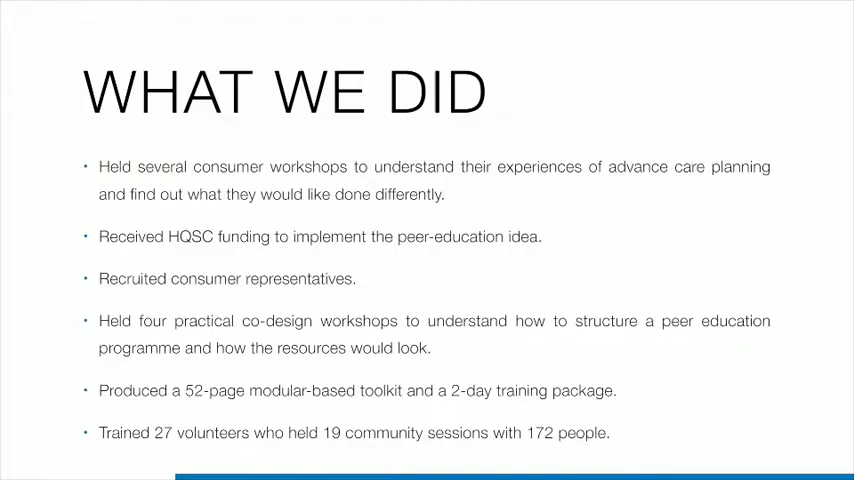 WHAT WE DID
• Held several consumer workshops to understand their experiences of advance care planning
and find out what they would like done differently.
• Received HQSC funding to implement the peer-education idea.
• Recruited consumer representatives.
• Held four practical co-design workshops to understand how to structure a peer education
programme and how the resources would look.
• Produced a 52-page modular-based toolkit and a 2-day training package.
• Trained 27 volunteers who held 19 community sessions with 172 people.